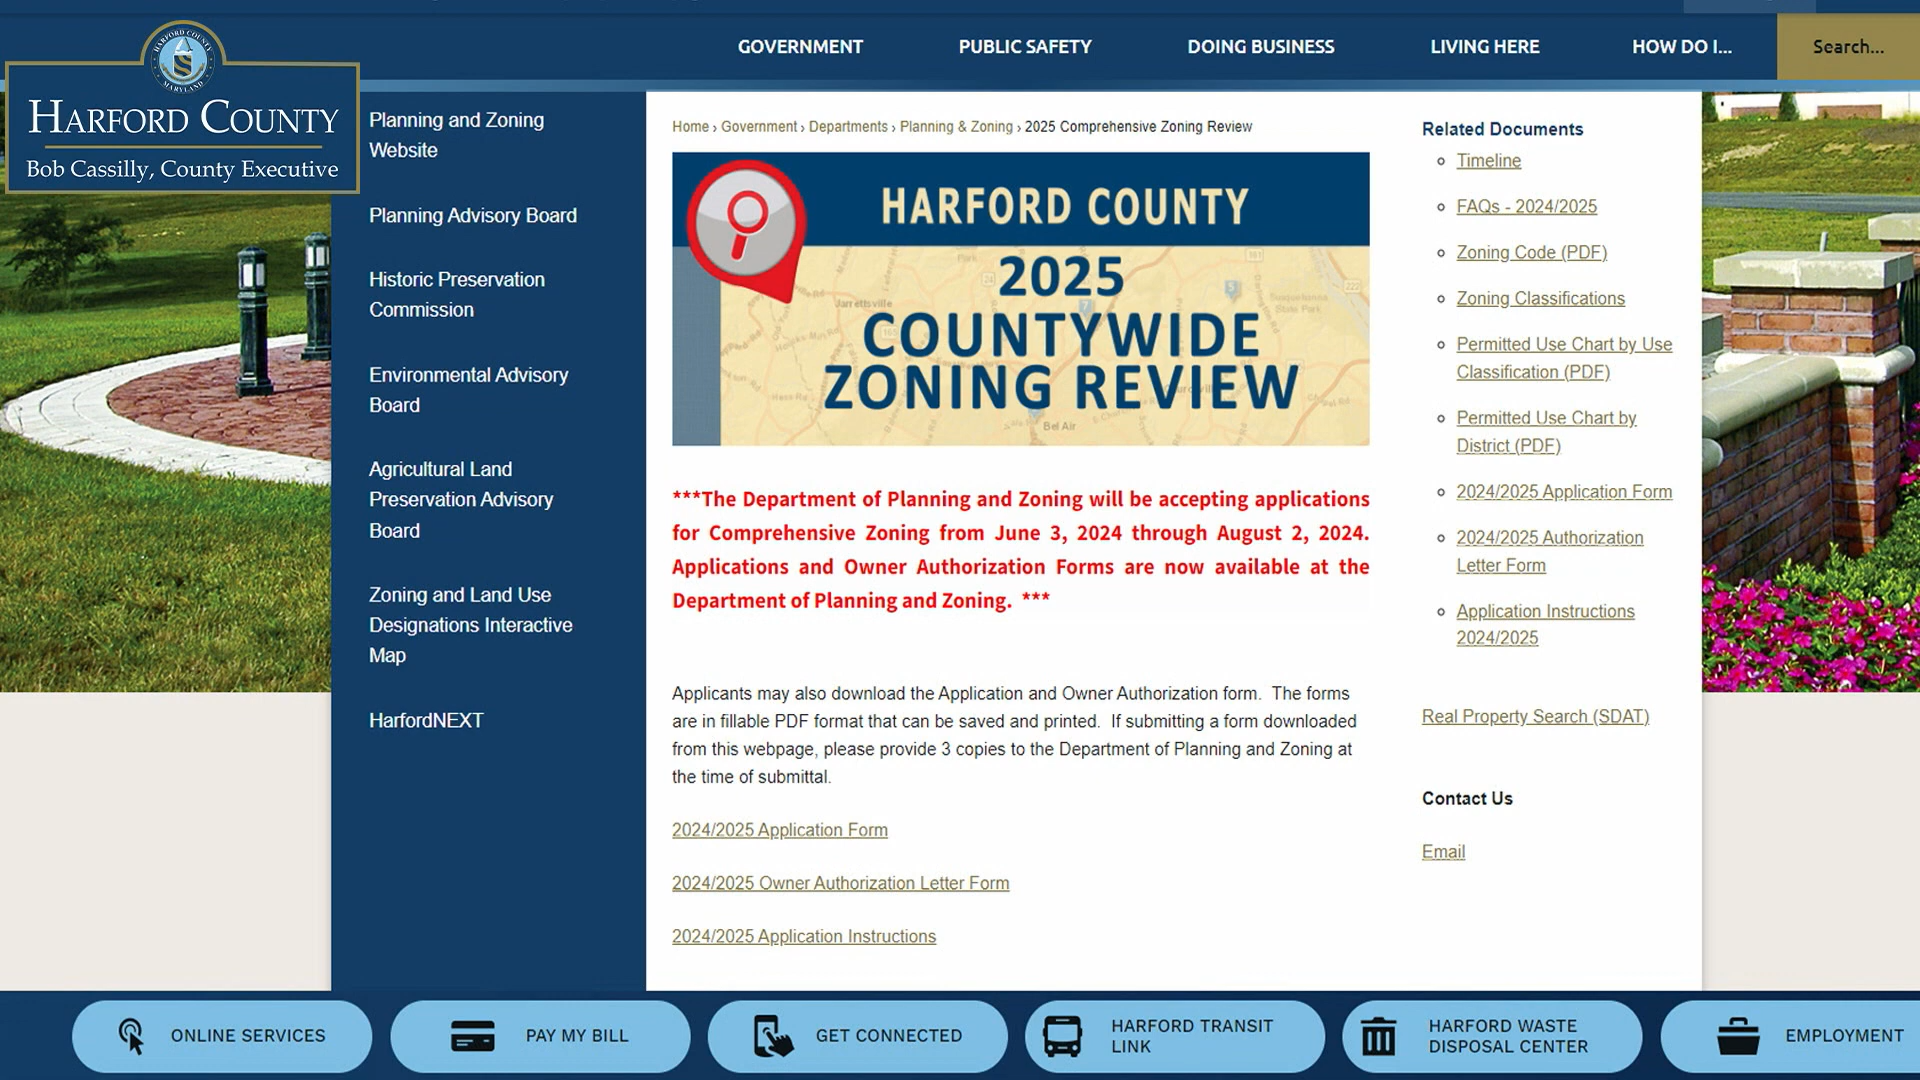 GOVERNMENT
PUBLIC SAFETY
DOING BUSINESS
LIVING HERE
HOW DO I...
Search...
HARFORD COUNTY
MARYLAND
HARFORD COUNTY
Bob Cassilly, County Executive
Planning and Zoning
Website
Planning Advisory Board
Historic Preservation
Commission
Environmental Advisory
Board
Agricultural Land
Preservation Advisory
Board
Zoning and Land Use
Designations Interactive
Map
HarfordNEXT
Home › Government › Departments › Planning & Zoning › 2025 Comprehensive Zoning Review
HARFORD COUNTY
2025
COUNTYWIDE
ZONING REVIEW
Jarrettsville
Bel Air
***The Department of Planning and Zoning will be accepting applications
for Comprehensive Zoning from June 3, 2024 through August 2, 2024.
Applications and Owner Authorization Forms are now available at the
Department of Planning and Zoning. ***
Applicants may also download the Application and Owner Authorization form. The forms
are in fillable PDF format that can be saved and printed. If submitting a form downloaded
from this webpage, please provide 3 copies to the Department of Planning and Zoning at
the time of submittal.
2024/2025 Application Form
2024/2025 Owner Authorization Letter Form
2024/2025 Application Instructions
Related Documents
Timeline
FAQs - 2024/2025
Zoning Code (PDF)
Zoning Classifications
Permitted Use Chart by Use
Classification (PDF)
Permitted Use Chart by
District (PDF)
2024/2025 Application Form
2024/2025 Authorization
Letter Form
Application Instructions
2024/2025
Real Property Search (SDAT)
Contact Us
Email
ONLINE SERVICES
PAY MY BILL
GET CONNECTED
HARFORD TRANSIT
LINK
HARFORD WASTE
DISPOSAL CENTER
EMPLOYMENT